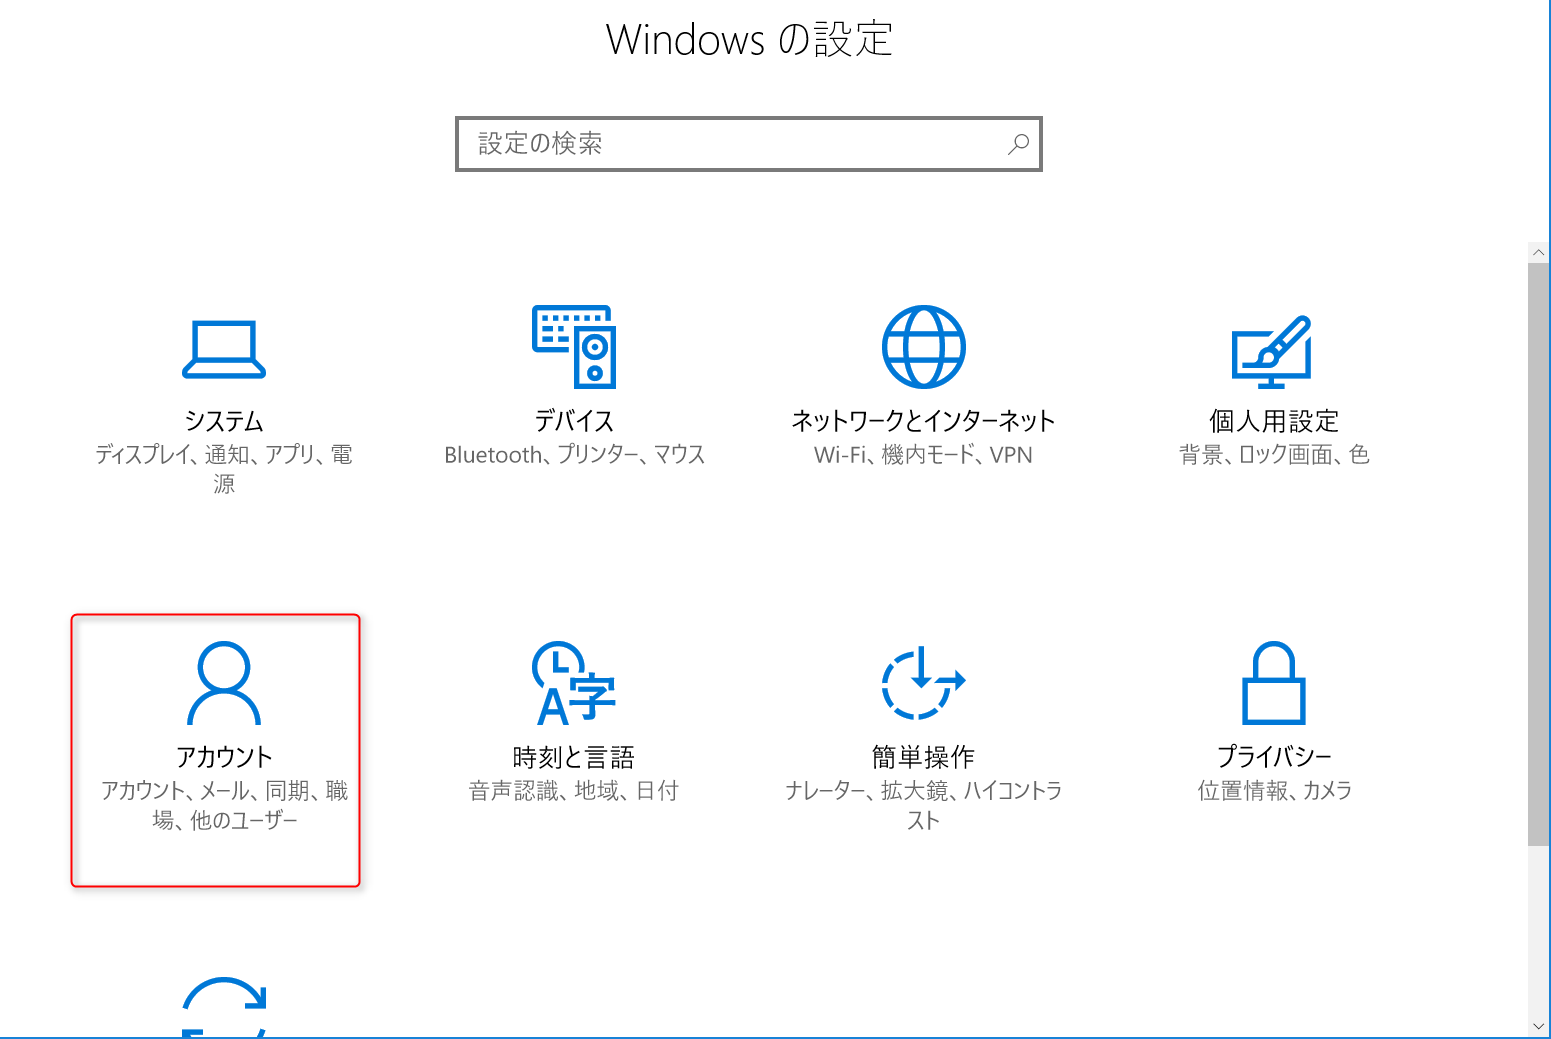 Windows の設定
設定の検索
システム
ディスプレイ、通知、アプリ、電
源
デバイス
Bluetooth、プリンター、マウス
ネットワークとインターネット
Wi-Fi、機内モード、VPN
個人用設定
背景、ロック画面、色
アカウント
アカウント、メール、同期、職
場、他のユーザー
時刻と言語
音声認識、地域、日付
簡単操作
ナレーター、拡大鏡、ハイコントラ
スト
プライバシー
位置情報、カメラ